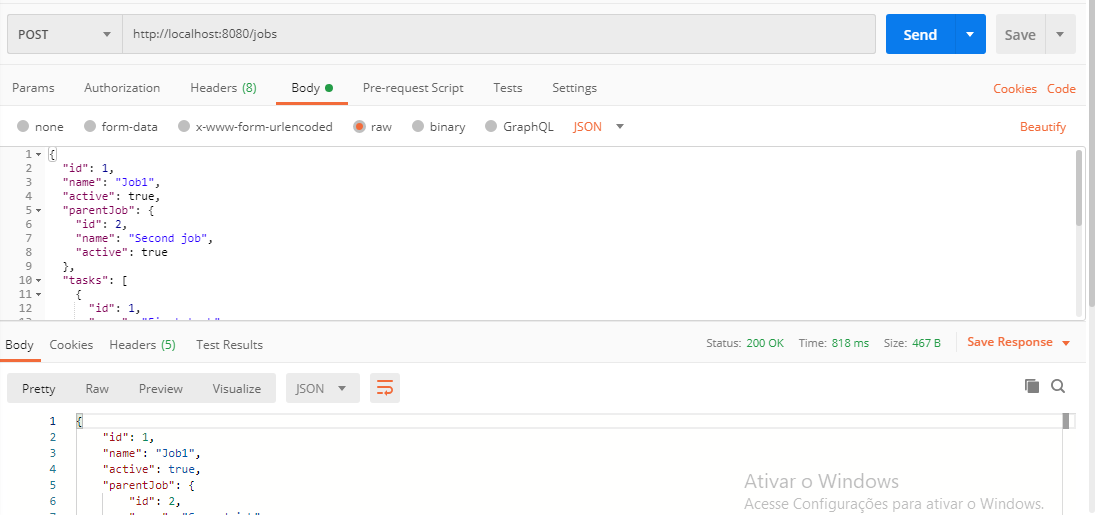 POST http://localhost:8080/jobs Send Save
Params Authorization Headers (8) Body Pre-request Script Tests Settings Cookies Code
none form-data x-www-form-urlencoded raw binary GraphQL JSON Beautify
1 {
2 "id": 1,
3 "name": "Job1",
4 "active": true,
5 "parentJob": {
6 "id": 2,
7 "name": "Second job",
8 "active": true
9 },
10 "tasks": [
11 {
12 "id": 1,
Body Cookies Headers (5) Test Results Status: 200 OK Time: 818 ms Size: 467 B Save Response
Pretty Raw Preview Visualize JSON
1 {
2 "id": 1,
3 "name": "Job1",
4 "active": true,
5 "parentJob": {
6 "id": 2,
Ativar o Windows
Acesse Configurações para ativar o Windows.